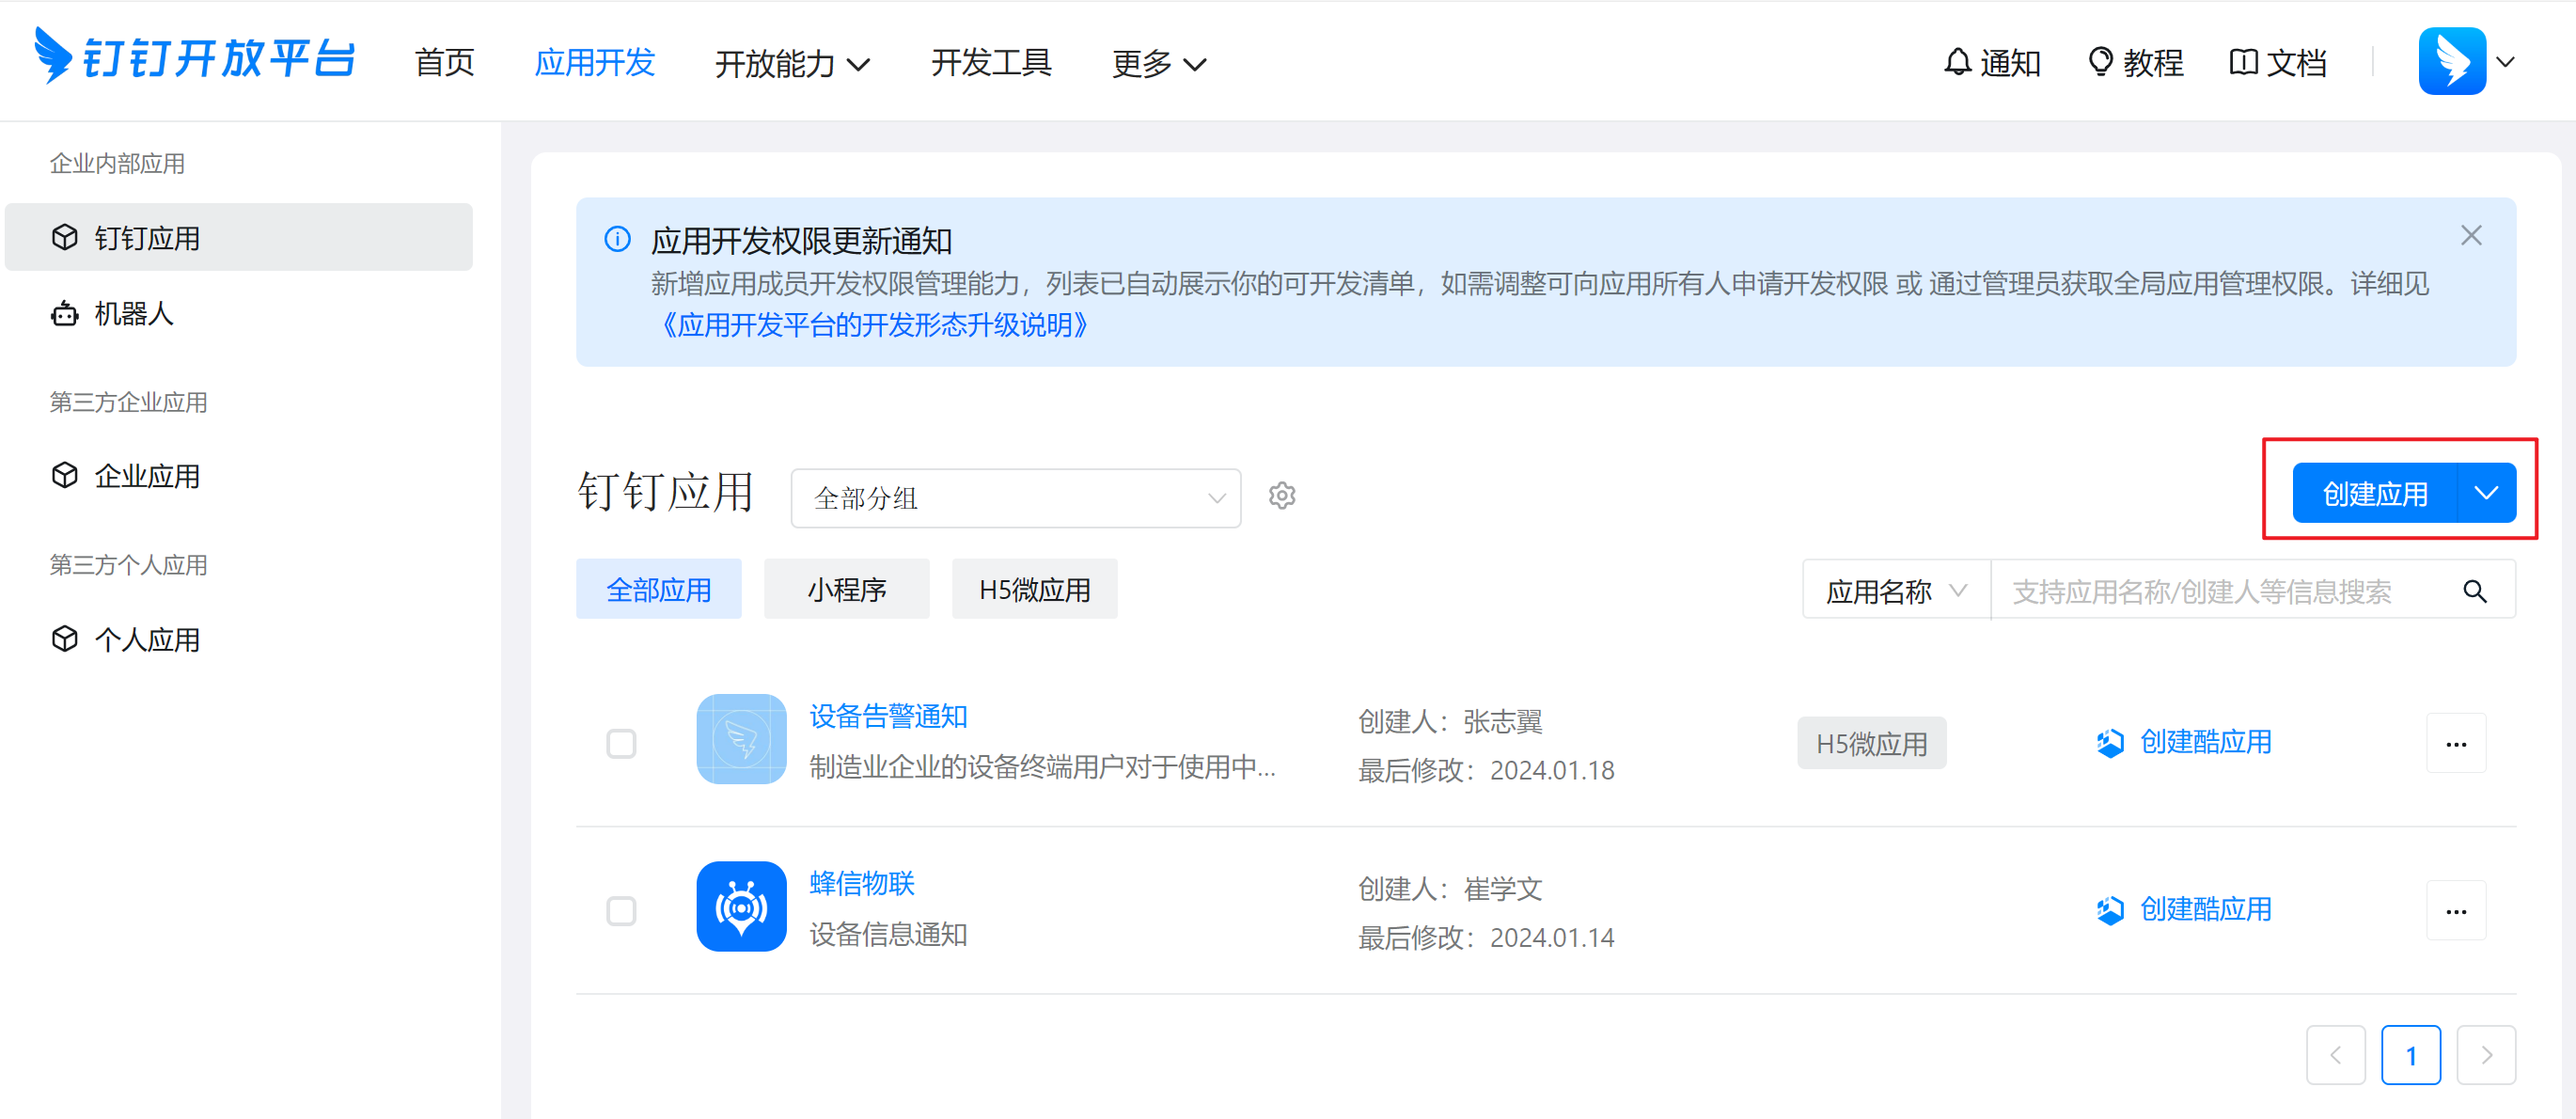 钉钉开放平台 首页 应用开发 开放能力 开发工具 更多 通知 教程 文档
企业内部应用
钉钉应用
机器人
第三方企业应用
企业应用
第三方个人应用
个人应用
应用开发权限更新通知
新增应用成员开发权限管理能力，列表已自动展示你的可开发清单，如需调整可向应用所有人申请开发权限 或 通过管理员获取全局应用管理权限。详细见
《应用开发平台的开发形态升级说明》
钉钉应用 全部分组 创建应用
全部应用 小程序 H5微应用 应用名称 支持应用名称/创建人等信息搜索
设备告警通知
制造业企业的设备终端用户对于使用中...
创建人：张志翼
最后修改：2024.01.18
H5微应用
创建酷应用
蜂信物联
设备信息通知
创建人：崔学文
最后修改：2024.01.14
创建酷应用
1